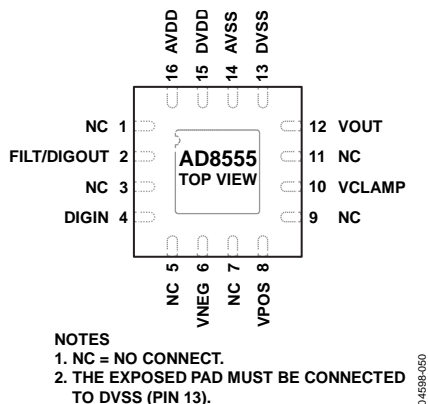 16 AVDD
15 DVDD
14 AVSS
13 DVSS
NC 1
FILT/DIGOUT 2
NC 3
DIGIN 4
AD8555
TOP VIEW
12 VOUT
11 NC
10 VCLAMP
9 NC
NC 5
VNEG 6
NC 7
VPOS 8
NOTES
1. NC = NO CONNECT.
2. THE EXPOSED PAD MUST BE CONNECTED
TO DVSS (PIN 13).
04598-050